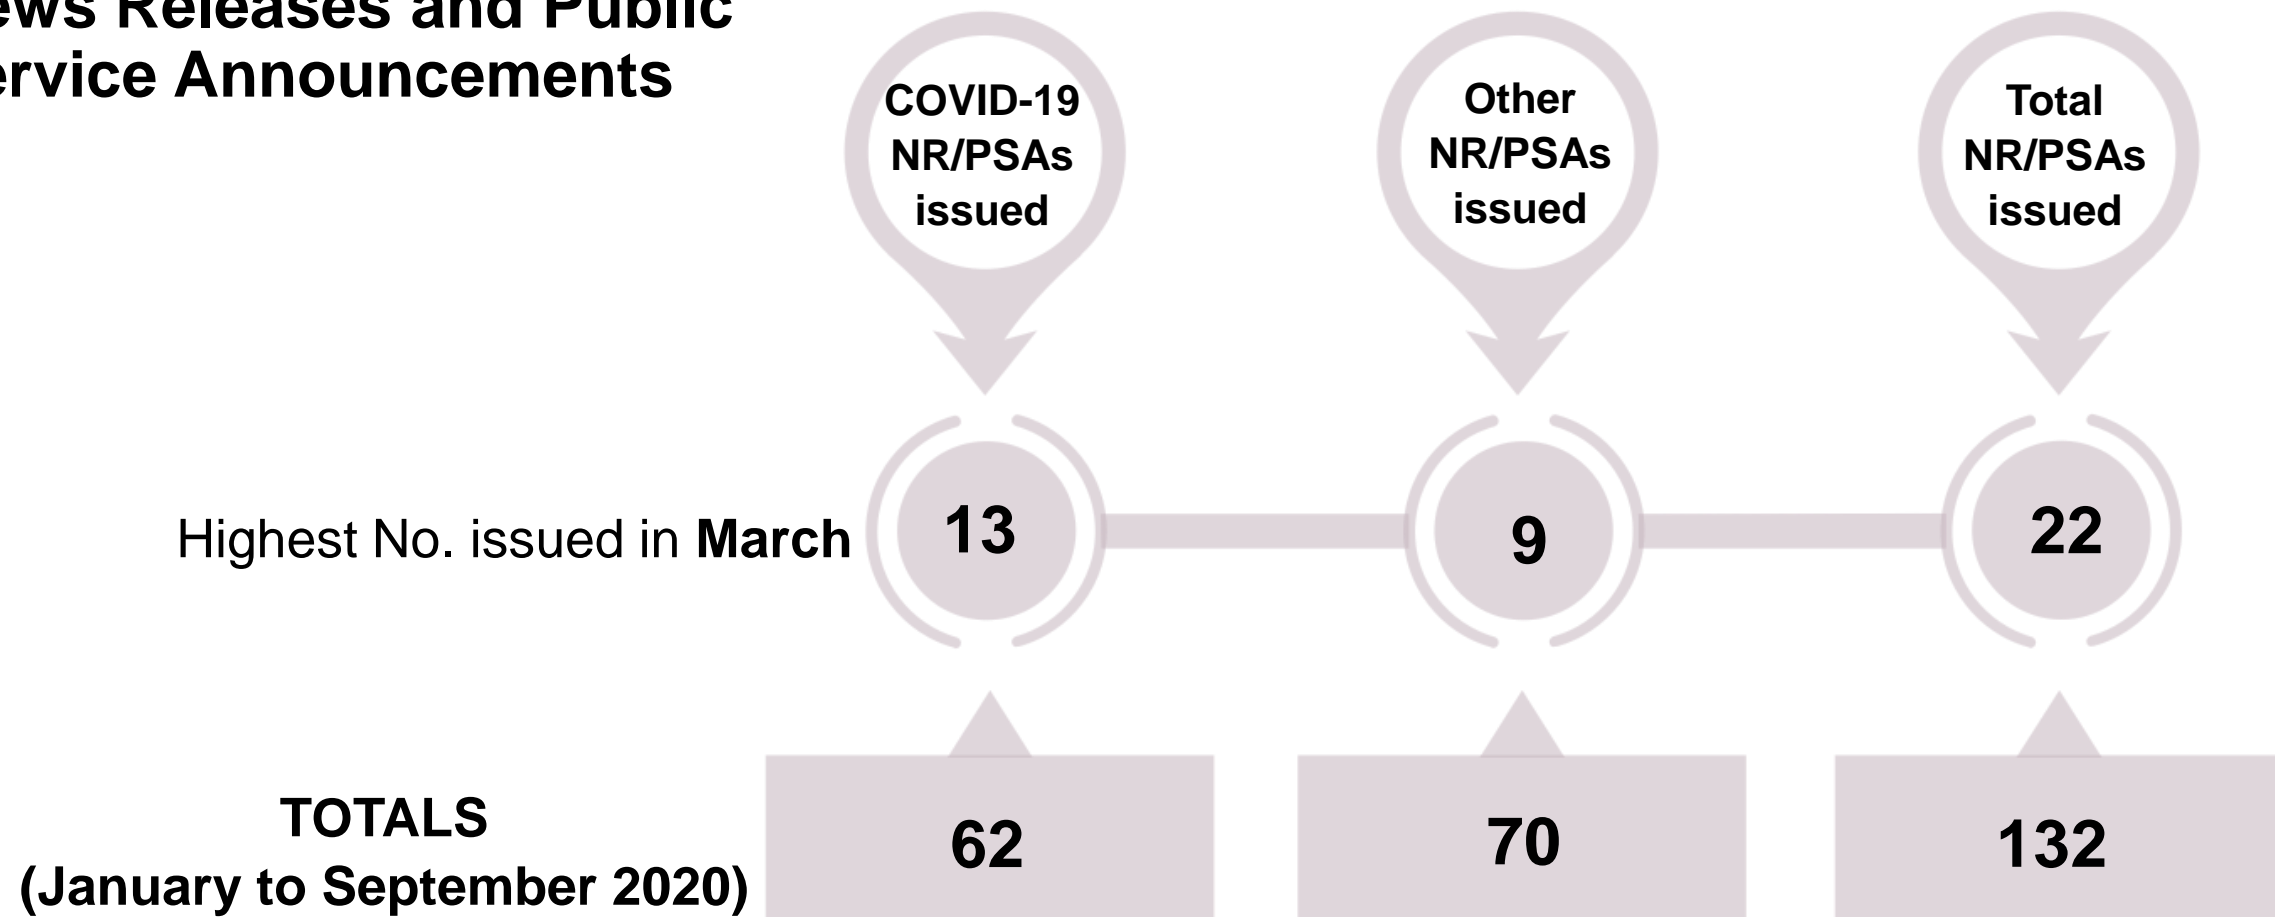 ews Releases and Public
ervice Announcements
COVID-19
NR/PSAs
issued
Other
NR/PSAs
issued
Total
NR/PSAs
issued
Highest No. issued in March
13
9
22
TOTALS
(January to September 2020)
62
70
132